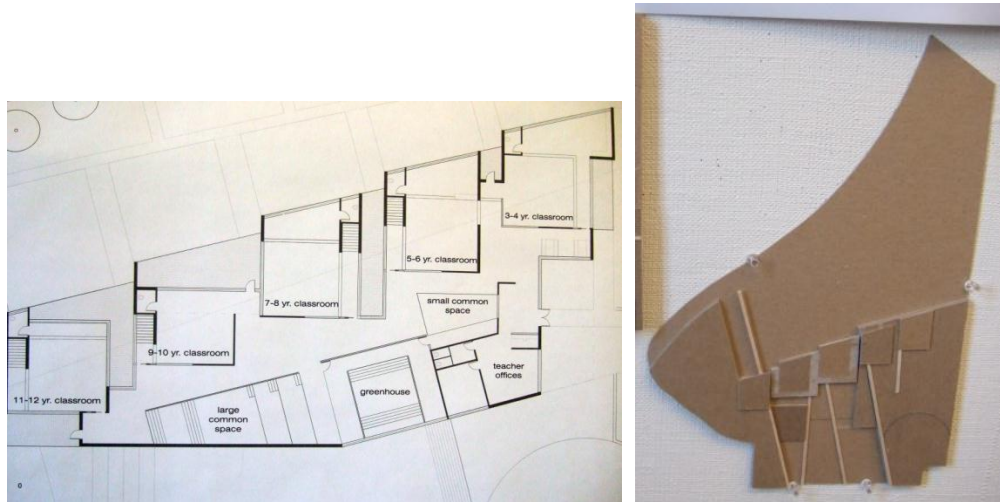 3-4 yr. classroom
5-6 yr. classroom
7-8 yr. classroom
small common
space
9-10 yr. classroom
teacher
offices
greenhouse
11-12 yr. classroom
large
common
space
0